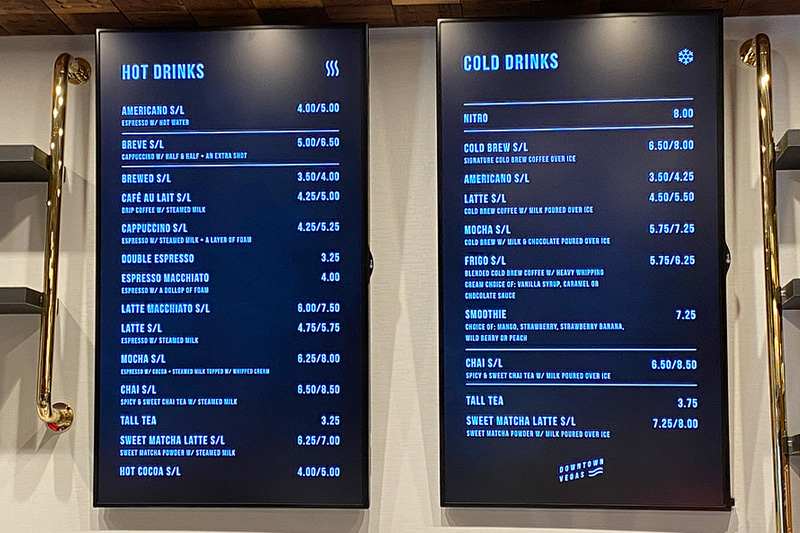 HOT DRINKS
AMERICANO S/L 4.00/5.00
ESPRESSO W/ HOT WATER
BREVE S/L 5.00/6.50
CAPPUCCINO W/ HALF & HALF + AN EXTRA SHOT
BREWED S/L 3.50/4.00
CAFÉ AU LAIT S/L 4.25/5.00
DRIP COFFEE W/ STEAMED MILK
CAPPUCCINO S/L 4.25/5.25
ESPRESSO W/ STEAMED MILK + A LAYER OF FOAM
DOUBLE ESPRESSO 3.25
ESPRESSO MACCHIATO 4.00
ESPRESSO W/ A DOLLOP OF FOAM
LATTE MACCHIATO S/L 6.00/7.50
LATTE S/L 4.75/5.75
ESPRESSO W/ STEAMED MILK
MOCHA S/L 6.25/8.00
ESPRESSO W/ COCOA + STEAMED MILK TOPPED W/ WHIPPED CREAM
CHAI S/L 6.50/8.50
SPICY & SWEET CHAI TEA W/ STEAMED MILK
TALL TEA 3.25
SWEET MATCHA LATTE S/L 6.25/7.00
SWEET MATCHA POWDER W/ STEAMED MILK
HOT COCOA S/L 4.00/5.00
COLD DRINKS
NITRO 8.00
COLD BREW S/L 6.50/8.00
SIGNATURE COLD BREW COFFEE OVER ICE
AMERICANO S/L 3.50/4.25
LATTE S/L 4.50/5.50
COLD BREW COFFEE W/ MILK POURED OVER ICE
MOCHA S/L 5.75/7.25
COLD BREW W/ MILK & CHOCOLATE POURED OVER ICE
FRIGO S/L 5.75/6.25
BLENDED COLD BREW COFFEE W/ HEAVY WHIPPING
CREAM CHOICE OF: VANILLA SYRUP, CARAMEL OR
CHOCOLATE SAUCE
SMOOTHIE 7.25
CHOICE OF: MANGO, STRAWBERRY, STRAWBERRY BANANA,
WILD BERRY OR PEACH
CHAI S/L 6.50/8.50
SPICY & SWEET CHAI TEA W/ MILK POURED OVER ICE
TALL TEA 3.75
SWEET MATCHA LATTE S/L 7.25/8.00
SWEET MATCHA POWDER W/ MILK POURED OVER ICE
DOWNTOWN
VEGAS